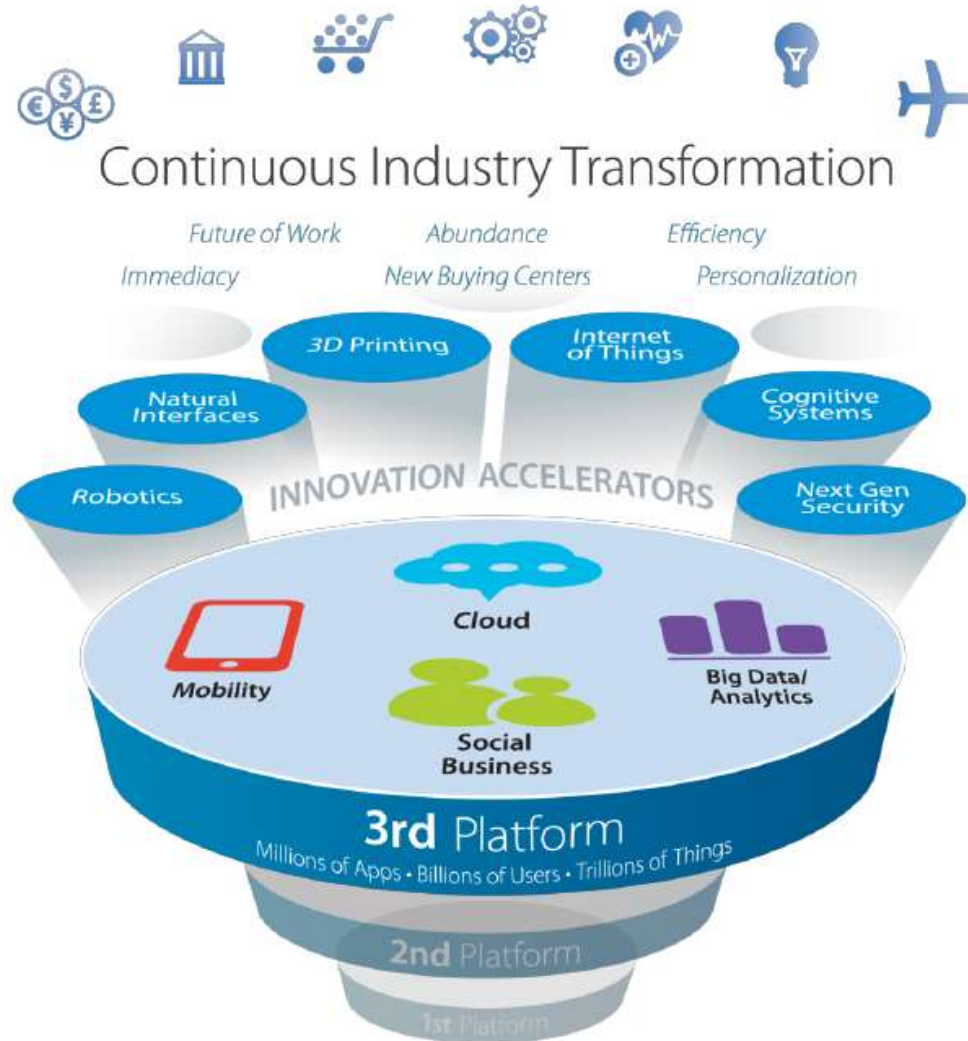 € $ £ ¥
Continuous Industry Transformation
Future of Work Abundance Efficiency
Immediacy New Buying Centers Personalization
3D Printing
Internet
of Things
Natural
Interfaces
Cognitive
Systems
Robotics
INNOVATION ACCELERATORS
Next Gen
Security
Cloud
Mobility
Big Data/
Analytics
Social
Business
3rd Platform
Millions of Apps • Billions of Users • Trillions of Things
2nd Platform
1st Platform